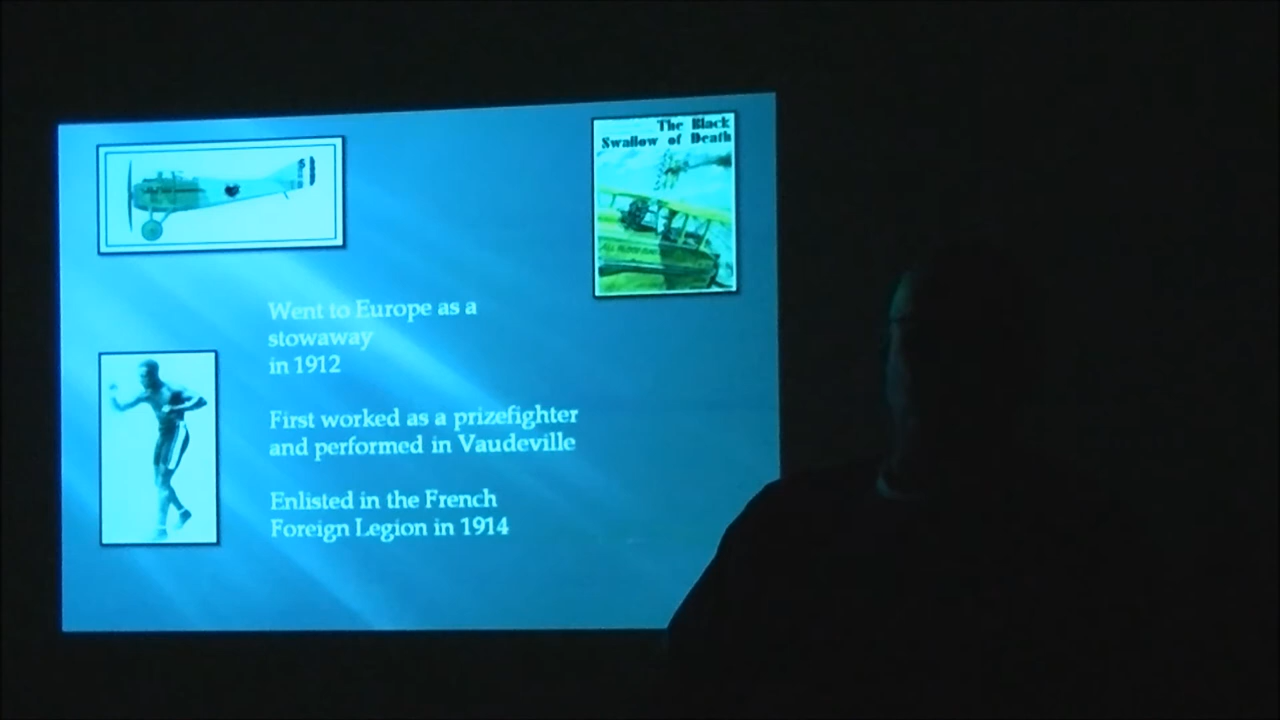 The Black
Swallow of Death
Went to Europe as a
stowaway
in 1912
First worked as a prizefighter
and performed in Vaudeville
Enlisted in the French
Foreign Legion in 1914